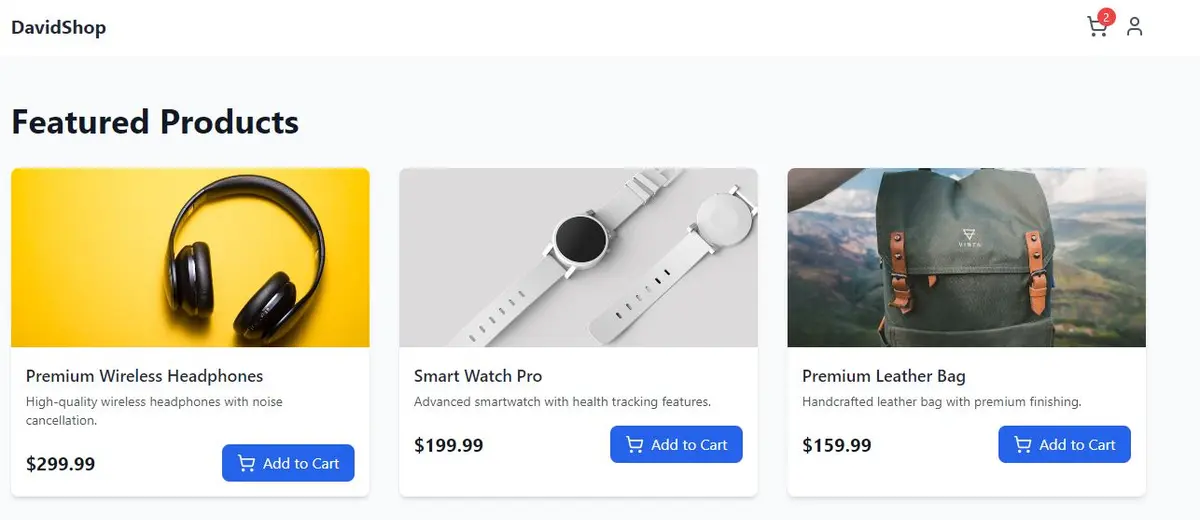 DavidShop
2
Featured Products
VINTA
Premium Wireless Headphones
High-quality wireless headphones with noise
cancellation.
$299.99
Add to Cart
Smart Watch Pro
Advanced smartwatch with health tracking features.
$199.99
Add to Cart
Premium Leather Bag
Handcrafted leather bag with premium finishing.
$159.99
Add to Cart